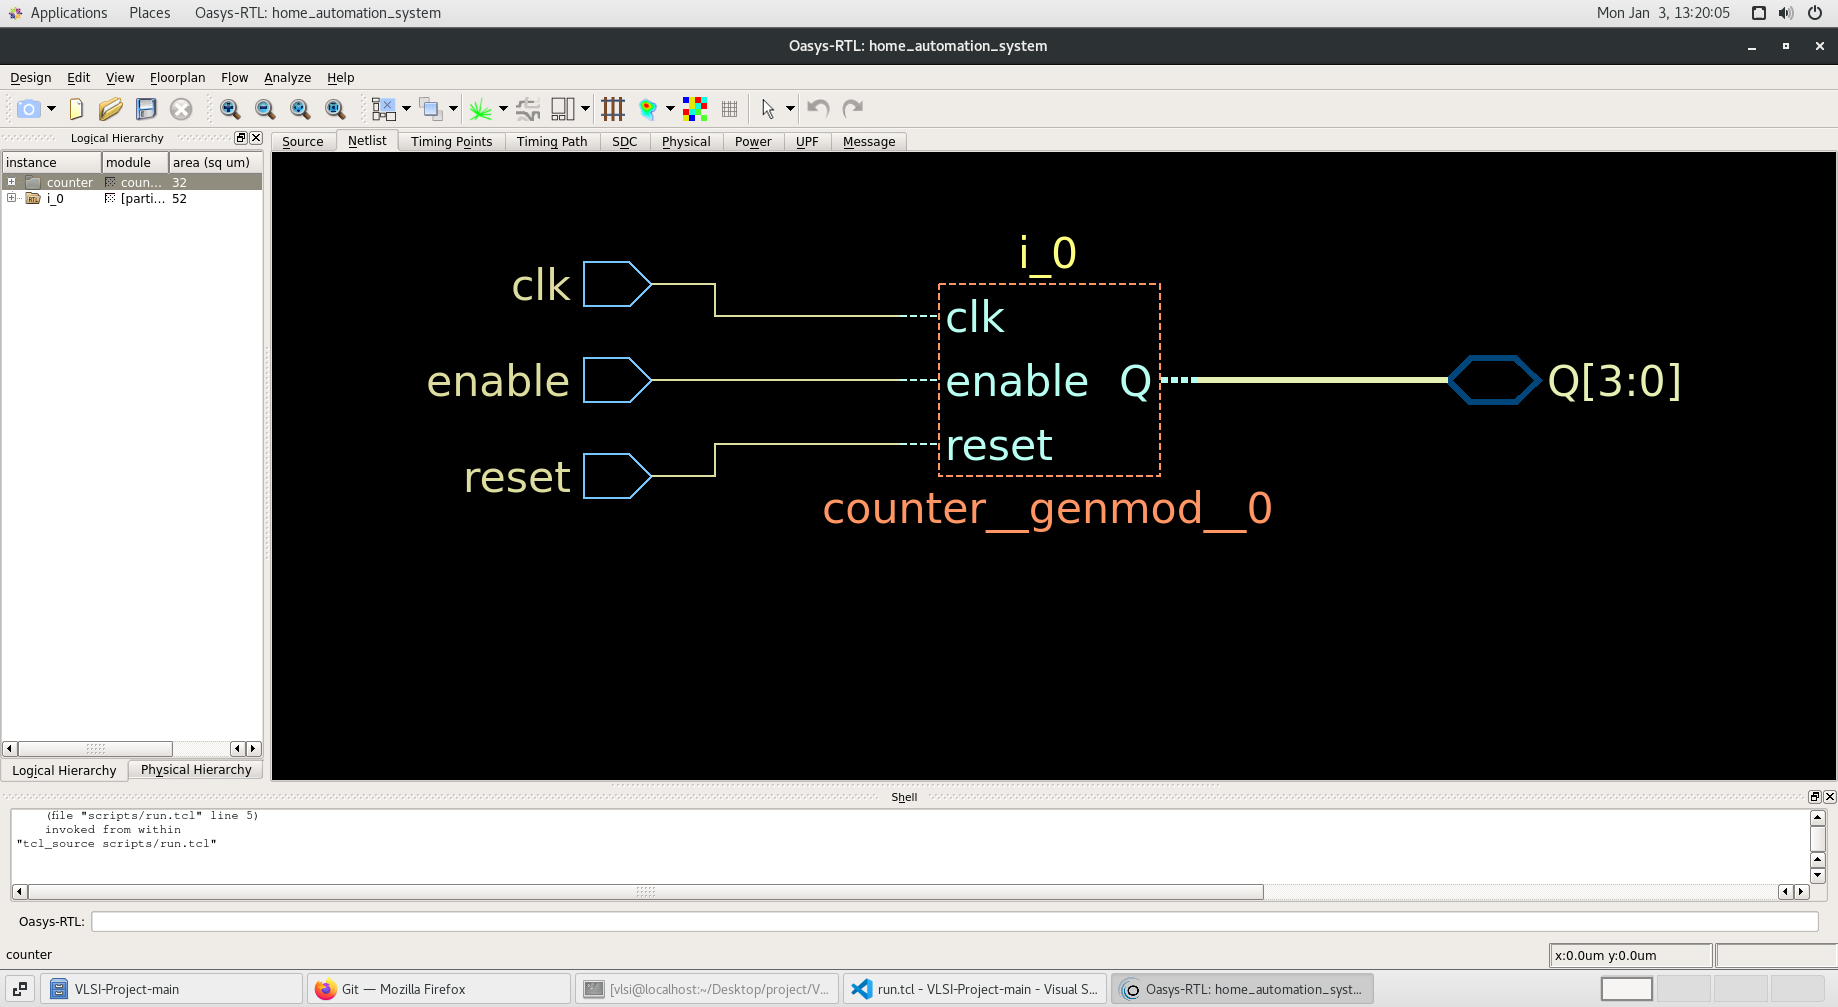 Applications Places Oasys-RTL: home_automation_system Mon Jan 3, 13:20:05
Oasys-RTL: home_automation_system
Design Edit View Floorplan Flow Analyze Help
Logical Hierarchy
Source Netlist Timing Points Timing Path SDC Physical Power UPF Message
instance module area (sq um)
counter coun... 32
i_0 [parti... 52
i_0
clk
clk
enable
enable Q
Q[3:0]
reset
reset
counter__genmod__0
Logical Hierarchy Physical Hierarchy
Shell
(file "scripts/run.tcl" line 5)
invoked from within
"tcl_source scripts/run.tcl"
Oasys-RTL:
counter
x:0.0um y:0.0um
VLSI-Project-main
Git — Mozilla Firefox
[vlsi@localhost:~/Desktop/project/V...
run.tcl - VLSI-Project-main - Visual S...
Oasys-RTL: home_automation_syst...